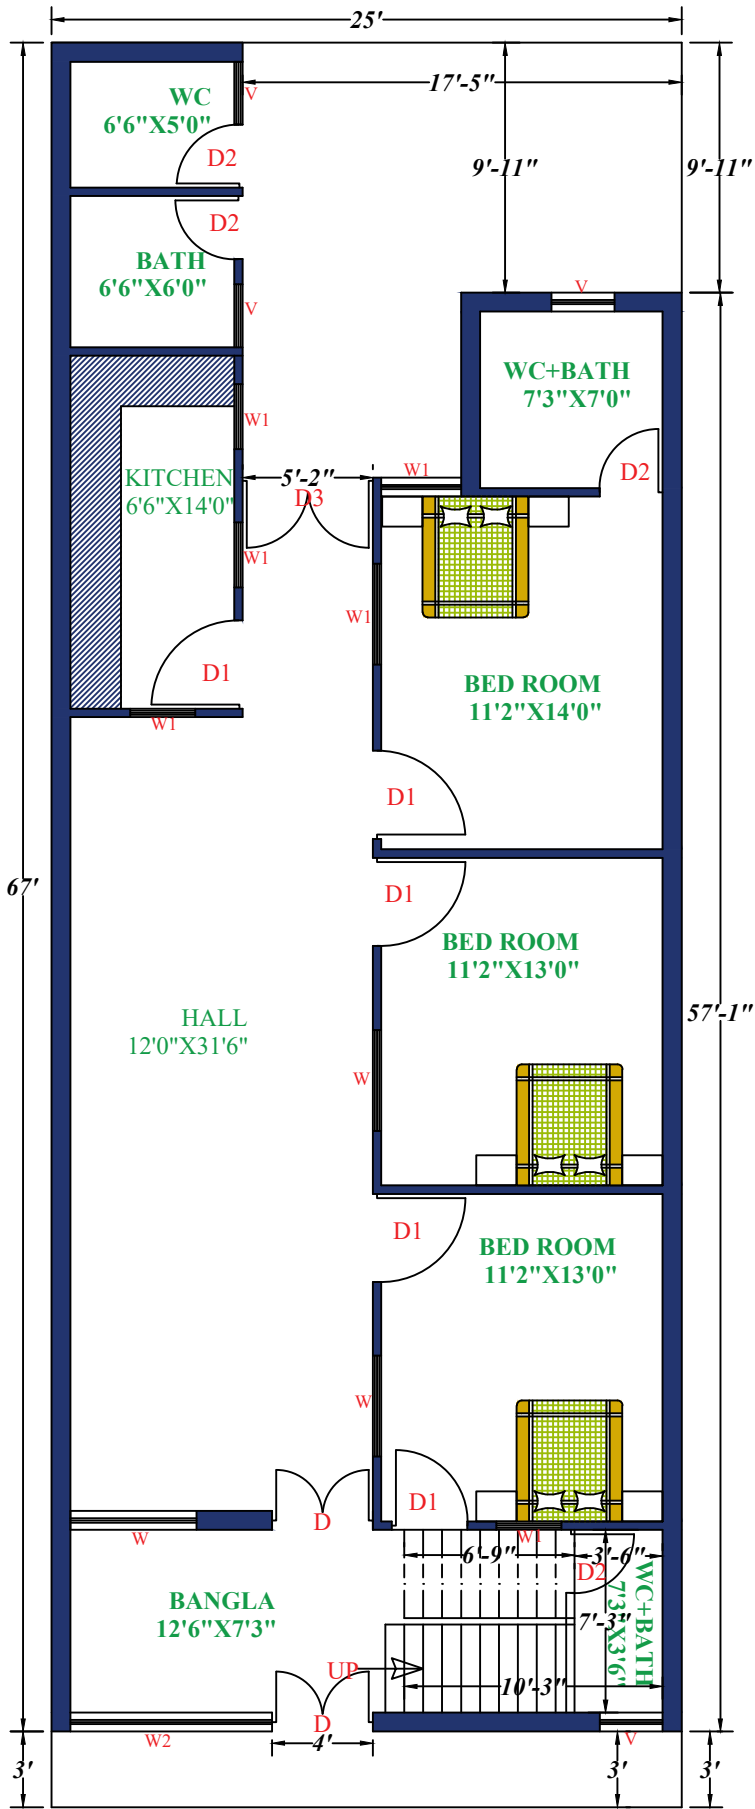 25'
17'-5"
WC
6'6"X5'0"
V
D2
9'-11"
9'-11"
D2
BATH
6'6"X6'0"
V
V
WC+BATH
7'3"X7'0"
W1
D2
KITCHEN
6'6"X14'0"
5'-2"
D3
W1
W1
W1
D1
BED ROOM
11'2"X14'0"
W1
D1
67'
D1
BED ROOM
11'2"X13'0"
HALL
12'0"X31'6"
57'-1"
W
D1
BED ROOM
11'2"X13'0"
W
D1
D
W
W1
6'-9"
3'-6"
D2
WC+BATH
7'3"X3'6"
BANGLA
12'6"X7'3"
7'-3"
UP
10'-3"
D
W2
4'
V
3'
3'
3'